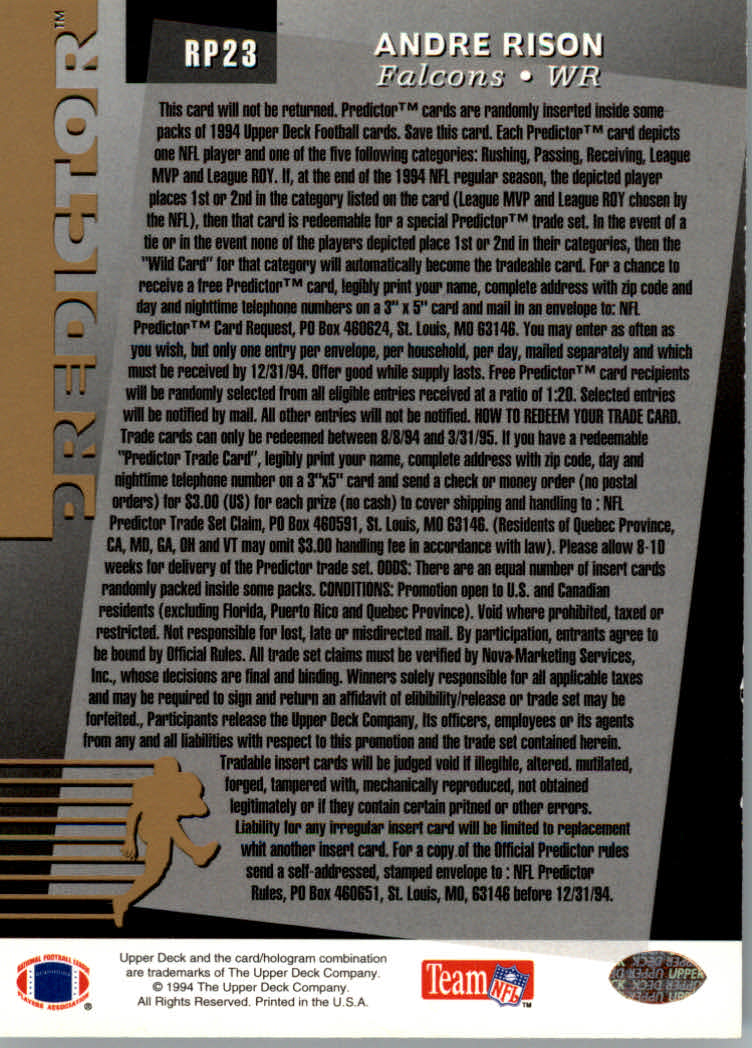 PREDICTOR™
RP23
ANDRE RISON
Falcons • WR
This card will not be returned. Predictor™ cards are randomly inserted inside some
packs of 1994 Upper Deck Football cards. Save this card. Each Predictor™ card depicts
one NFL player and one of the five following categories: Rushing, Passing, Receiving, League
MVP and League ROY. If, at the end of the 1994 NFL regular season, the depicted player
places 1st or 2nd in the category listed on the card (League MVP and League ROY chosen by
the NFL), then that card is redeemable for a special Predictor™ trade set. In the event of a
tie or in the event none of the players depicted place 1st or 2nd in their categories, then the
"Wild Card" for that category will automatically become the tradeable card. For a chance to
receive a free Predictor™ card, legibly print your name, complete address with zip code and
day and nighttime telephone numbers on a 3" x 5" card and mail in an envelope to: NFL
Predictor™ Card Request, PO Box 460624, St. Louis, MO 63146. You may enter as often as
you wish, but only one entry per envelope, per household, per day, mailed separately and which
must be received by 12/31/94. Offer good while supply lasts. Free Predictor™ card recipients
will be randomly selected from all eligible entries received at a ratio of 1:20. Selected entries
will be notified by mail. All other entries will not be notified. HOW TO REDEEM YOUR TRADE CARD.
Trade cards can only be redeemed between 8/8/94 and 3/31/95. If you have a redeemable
"Predictor Trade Card", legibly print your name, complete address with zip code, day and
nighttime telephone number on a 3"x5" card and send a check or money order (no postal
orders) for $3.00 (US) for each prize (no cash) to cover shipping and handling to : NFL
Predictor Trade Set Claim, PO Box 460591, St. Louis, MO 63146. (Residents of Quebec Province,
CA, MD, GA, OH and VT may omit $3.00 handling fee in accordance with law). Please allow 8-10
weeks for delivery of the Predictor trade set. ODDS: There are an equal number of insert cards
randomly packed inside some packs. CONDITIONS: Promotion open to U.S. and Canadian
residents (excluding Florida, Puerto Rico and Quebec Province). Void where prohibited, taxed or
restricted. Not responsible for lost, late or misdirected mail. By participation, entrants agree to
be bound by Official Rules. All trade set claims must be verified by Nova Marketing Services,
Inc., whose decisions are final and binding. Winners solely responsible for all applicable taxes
and may be required to sign and return an affidavit of elibibility/release or trade set may be
forfeited., Participants release the Upper Deck Company, Its officers, employees or its agents
from any and all liabilities with respect to this promotion and the trade set contained herein.
Tradable insert cards will be judged void if illegible, altered. mutilated,
forged, tampered with, mechanically reproduced, not obtained
legitimately or if they contain certain pritned or other errors.
Liability for any irregular insert card will be limited to replacement
whit another insert card. For a copy of the Official Predictor rules
send a self-addressed, stamped envelope to : NFL Predictor
Rules, PO Box 460651, St. Louis, MO, 63146 before 12/31/94.
NATIONAL FOOTBALL LEAGUE
PLAYERS ASSOCIATION
®
Upper Deck and the card/hologram combination
are trademarks of The Upper Deck Company.
© 1994 The Upper Deck Company.
All Rights Reserved. Printed in the U.S.A.
Team NFL™
UPPER DECK